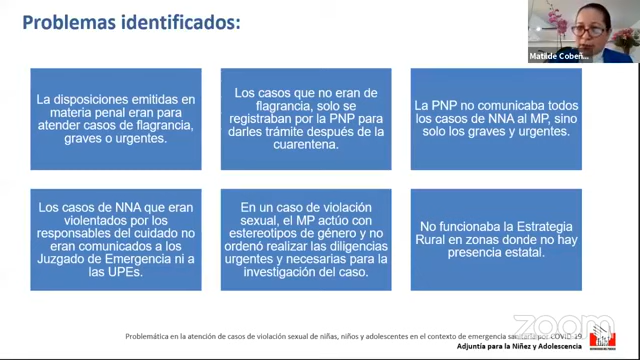 Problemas identificados:
Matilde Cobeñ...
La disposiciones emitidas en
materia penal eran para
atender casos de flagrancia,
graves o urgentes.
Los casos que no eran de
flagrancia, solo se
registraban por la PNP para
darles trámite después de la
cuarentena.
La PNP no comunicaba todos
los casos de NNA al MP, sino
solo los graves y urgentes.
Los casos de NNA que eran
violentados por los
responsables del cuidado no
eran comunicados a los
Juzgado de Emergencia ni a
las UPEs.
En un caso de violación
sexual, el MP actúo con
estereotipos de género y no
ordenó realizar las diligencias
urgentes y necesarias para la
investigación del caso.
No funcionaba la Estrategia
Rural en zonas donde no hay
presencia estatal.
zoom
Problemática en la atención de casos de violación sexual de niñas, niños y adolescentes en el contexto de emergencia sanitaria por COVID-19
Adjuntía para la Niñez y Adolescencia